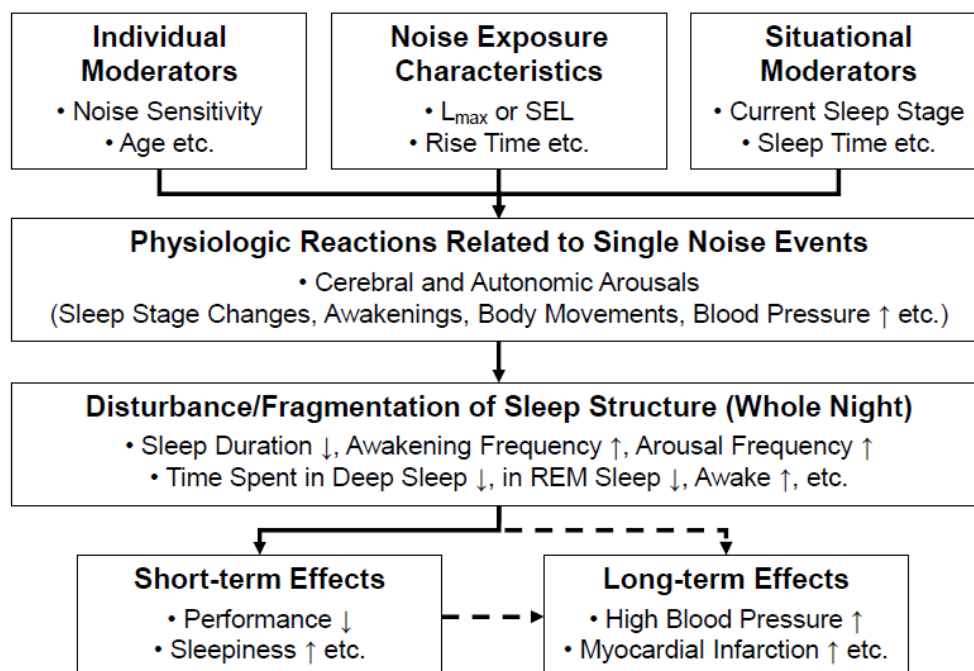 Individual
Moderators
• Noise Sensitivity
• Age etc.
Noise Exposure
Characteristics
• Lmax or SEL
• Rise Time etc.
Situational
Moderators
• Current Sleep Stage
• Sleep Time etc.
Physiologic Reactions Related to Single Noise Events
• Cerebral and Autonomic Arousals
(Sleep Stage Changes, Awakenings, Body Movements, Blood Pressure ↑ etc.)
Disturbance/Fragmentation of Sleep Structure (Whole Night)
• Sleep Duration ↓, Awakening Frequency ↑, Arousal Frequency ↑
• Time Spent in Deep Sleep ↓, in REM Sleep ↓, Awake ↑, etc.
Short-term Effects
• Performance ↓
• Sleepiness ↑ etc.
Long-term Effects
• High Blood Pressure ↑
• Myocardial Infarction ↑ etc.